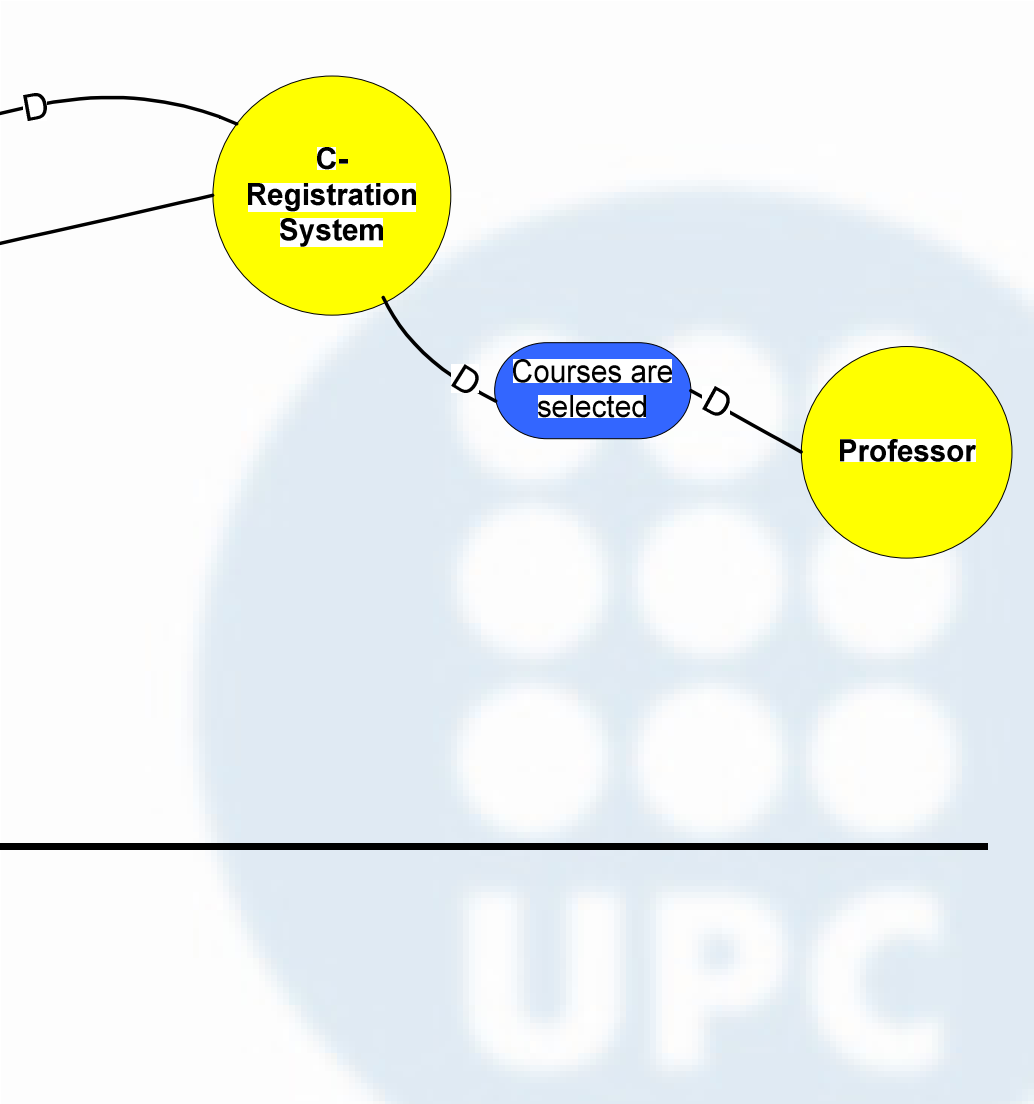 D
C-
Registration
System
D
Courses are
selected
D
Professor
UPC